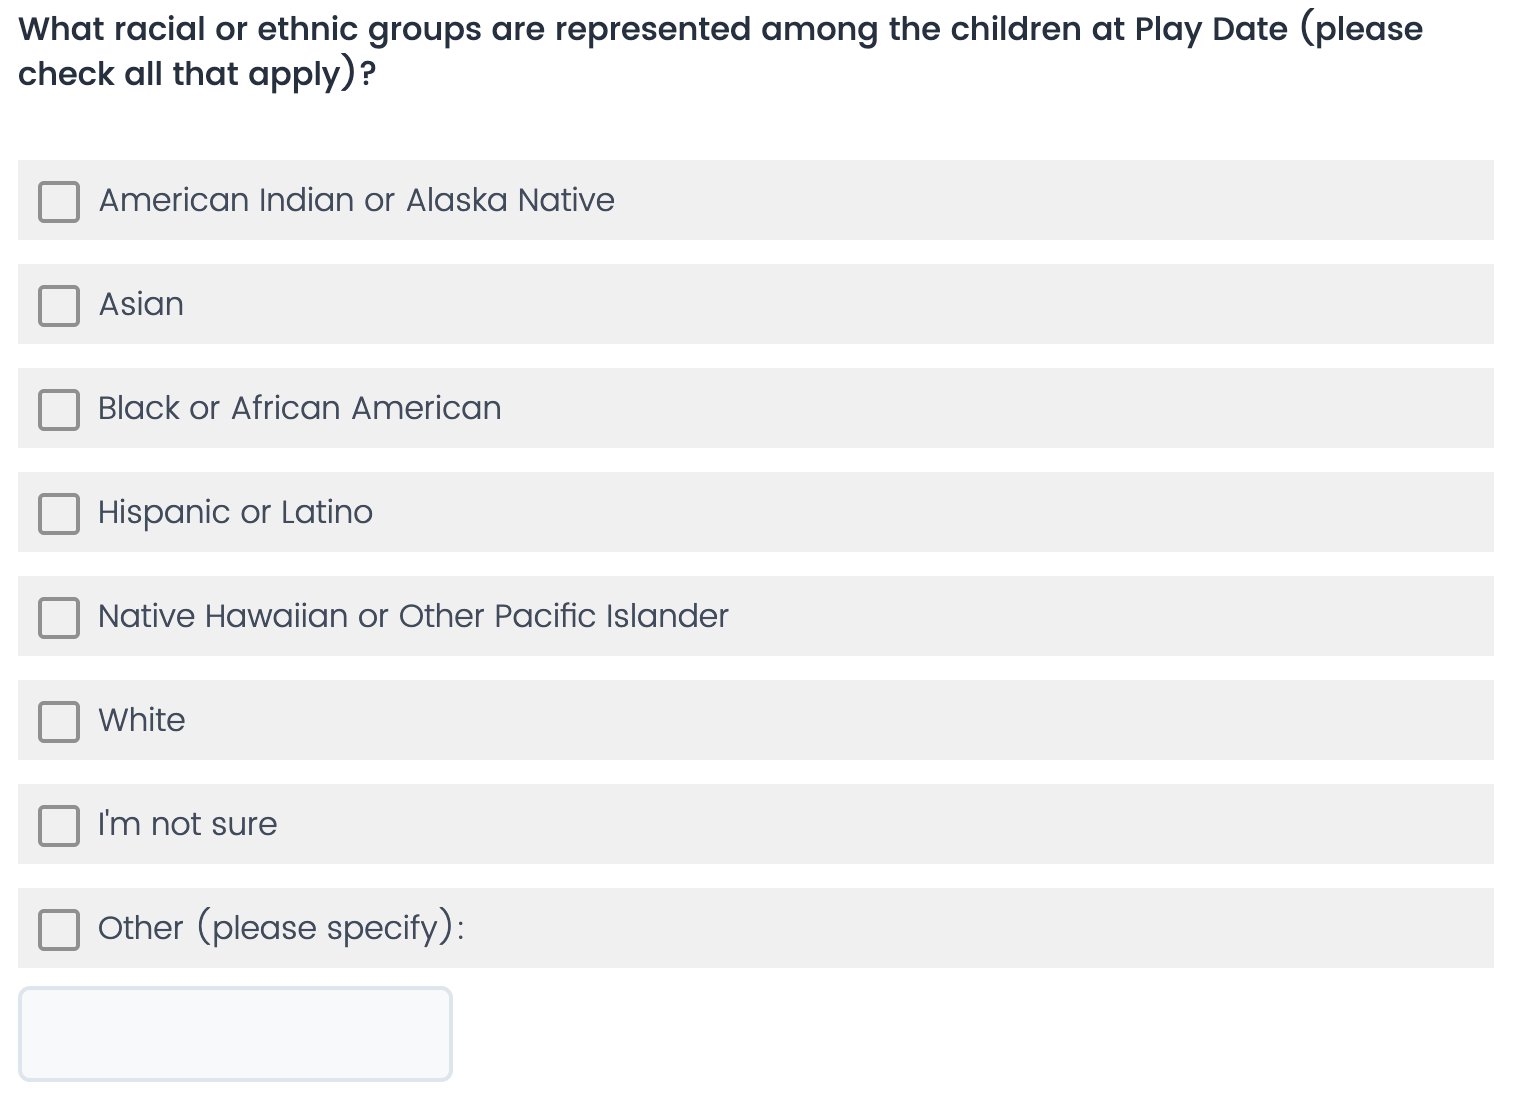 What racial or ethnic groups are represented among the children at Play Date (please
check all that apply)?
American Indian or Alaska Native
Asian
Black or African American
Hispanic or Latino
Native Hawaiian or Other Pacific Islander
White
I'm not sure
Other (please specify):